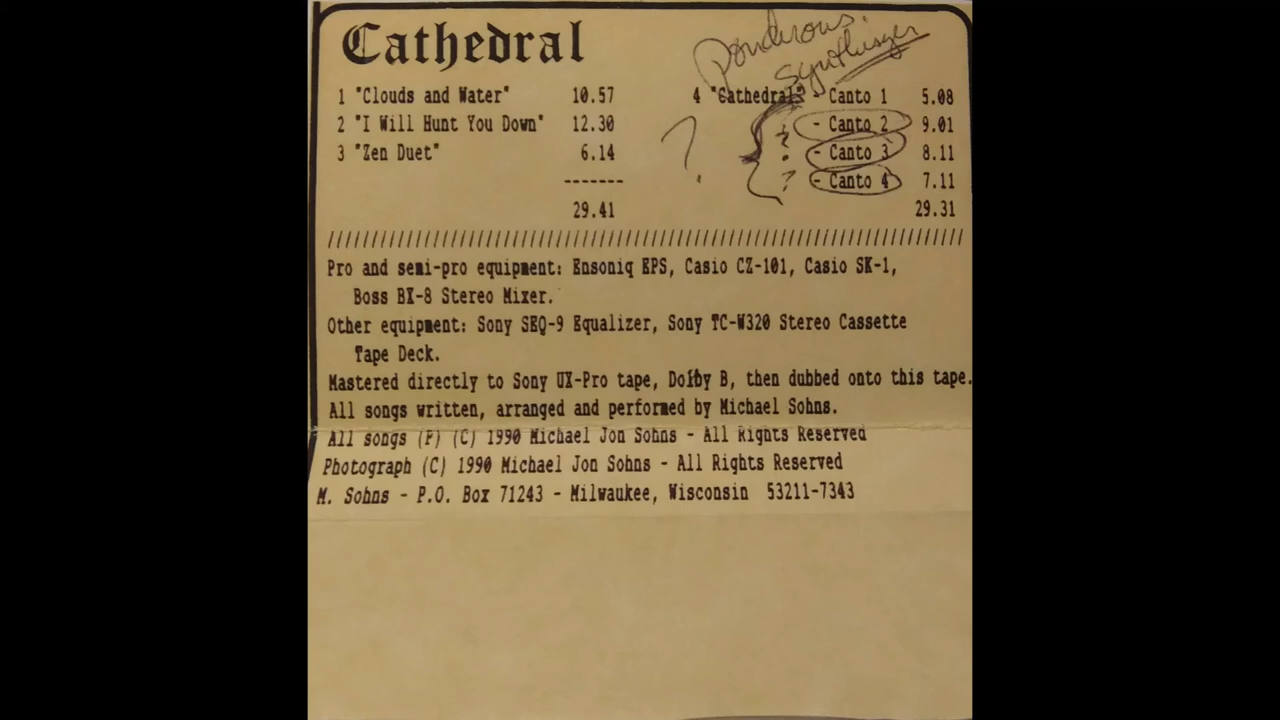 Cathedral
Ponderous
Synthesizer
1 "Clouds and Water" 10.57
2 "I Will Hunt You Down" 12.30
3 "Zen Duet" 6.14
-------
29.41
?
4 "Cathedral" - Canto 1 5.08
- Canto 2 9.01
- Canto 3 8.11
- Canto 4 7.11
29.31
Pro and semi-pro equipment: Ensoniq EPS, Casio CZ-101, Casio SK-1,
Boss BX-8 Stereo Mixer.
Other equipment: Sony SEQ-9 Equalizer, Sony TC-W320 Stereo Cassette
Tape Deck.
Mastered directly to Sony UX-Pro tape, Dolby B, then dubbed onto this tape.
All songs written, arranged and performed by Michael Sohns.
All songs (P) (C) 1990 Michael Jon Sohns - All Rights Reserved
Photograph (C) 1990 Michael Jon Sohns - All Rights Reserved
M. Sohns - P.O. Box 71243 - Milwaukee, Wisconsin 53211-7343